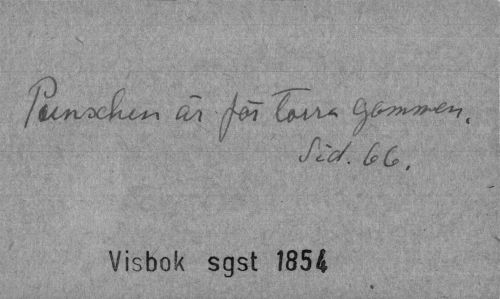 Punschen är för torra gommen.
Sid. 66.
Visbok sgst 1854